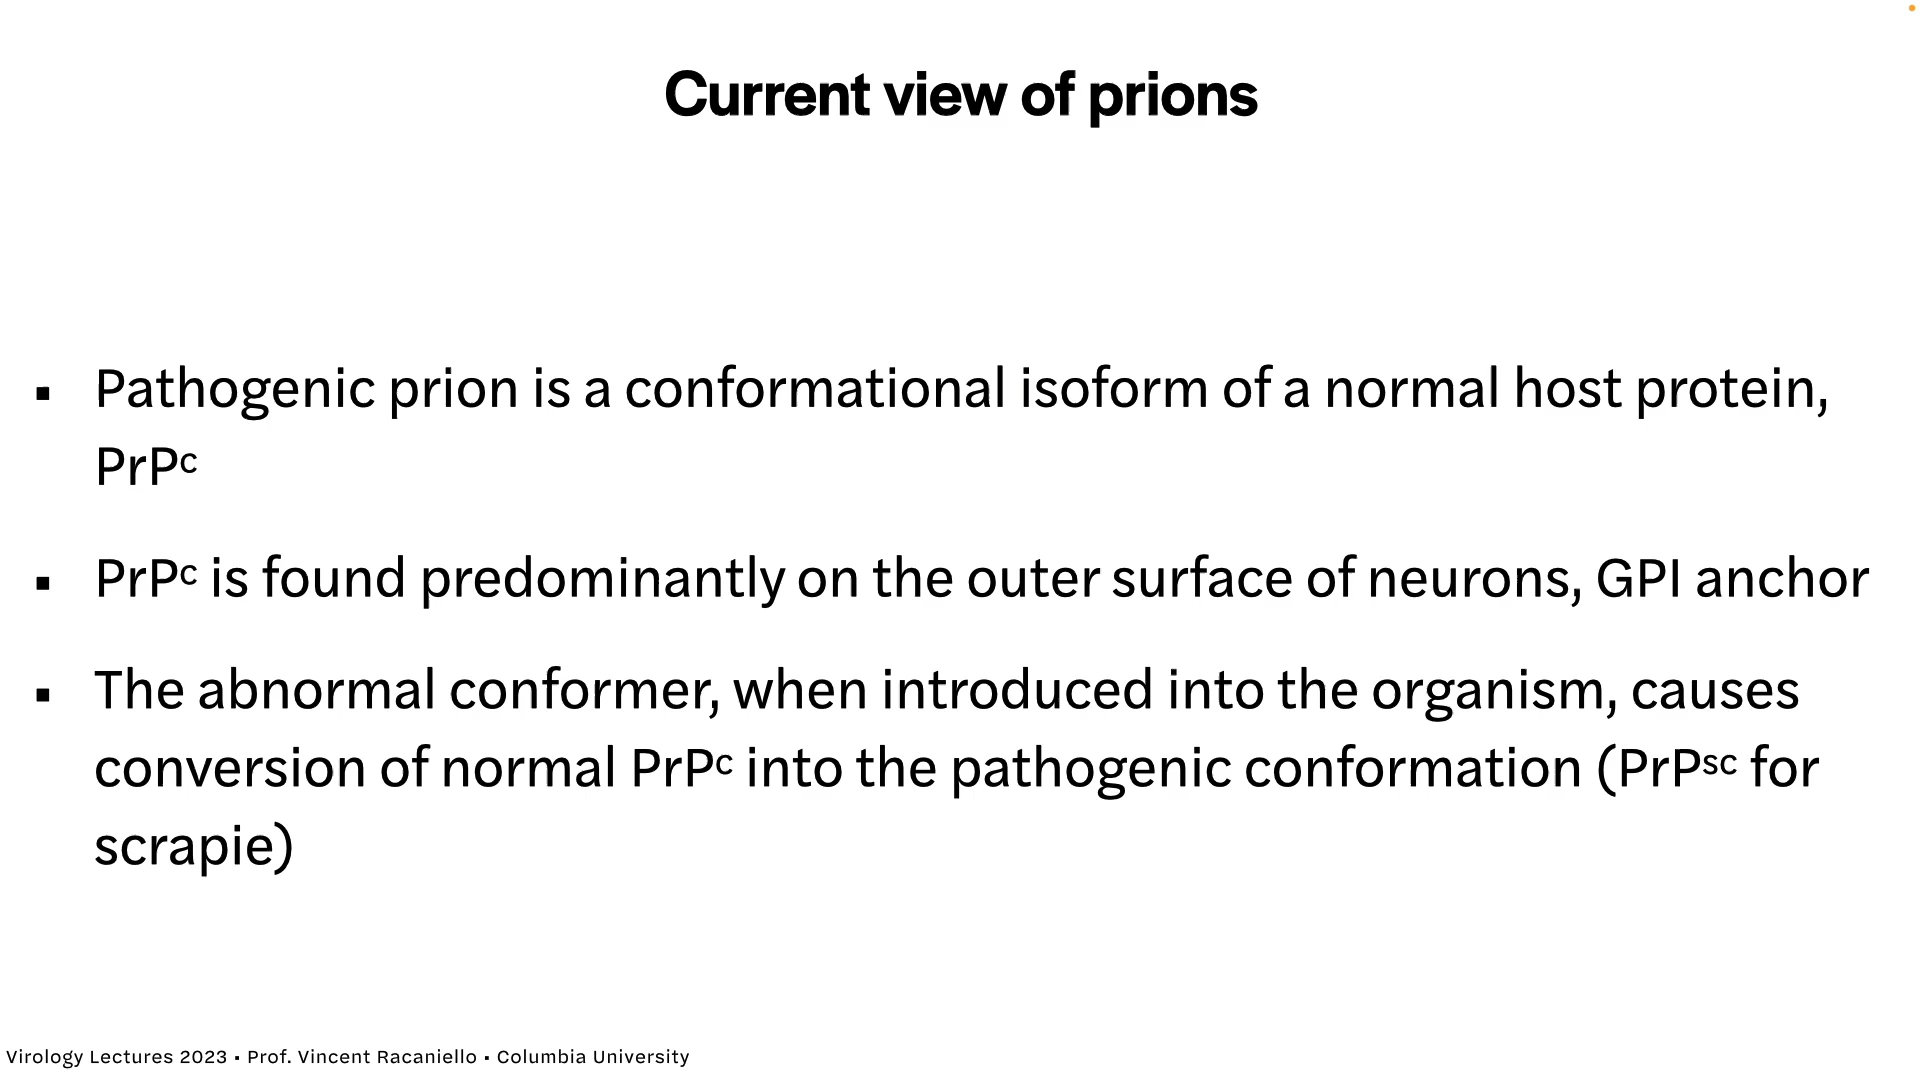 Current view of prions
▪ Pathogenic prion is a conformational isoform of a normal host protein,
PrPᶜ
▪ PrPᶜ is found predominantly on the outer surface of neurons, GPI anchor
▪ The abnormal conformer, when introduced into the organism, causes
conversion of normal PrPᶜ into the pathogenic conformation (PrPˢᶜ for
scrapie)
Virology Lectures 2023 ▪ Prof. Vincent Racaniello ▪ Columbia University